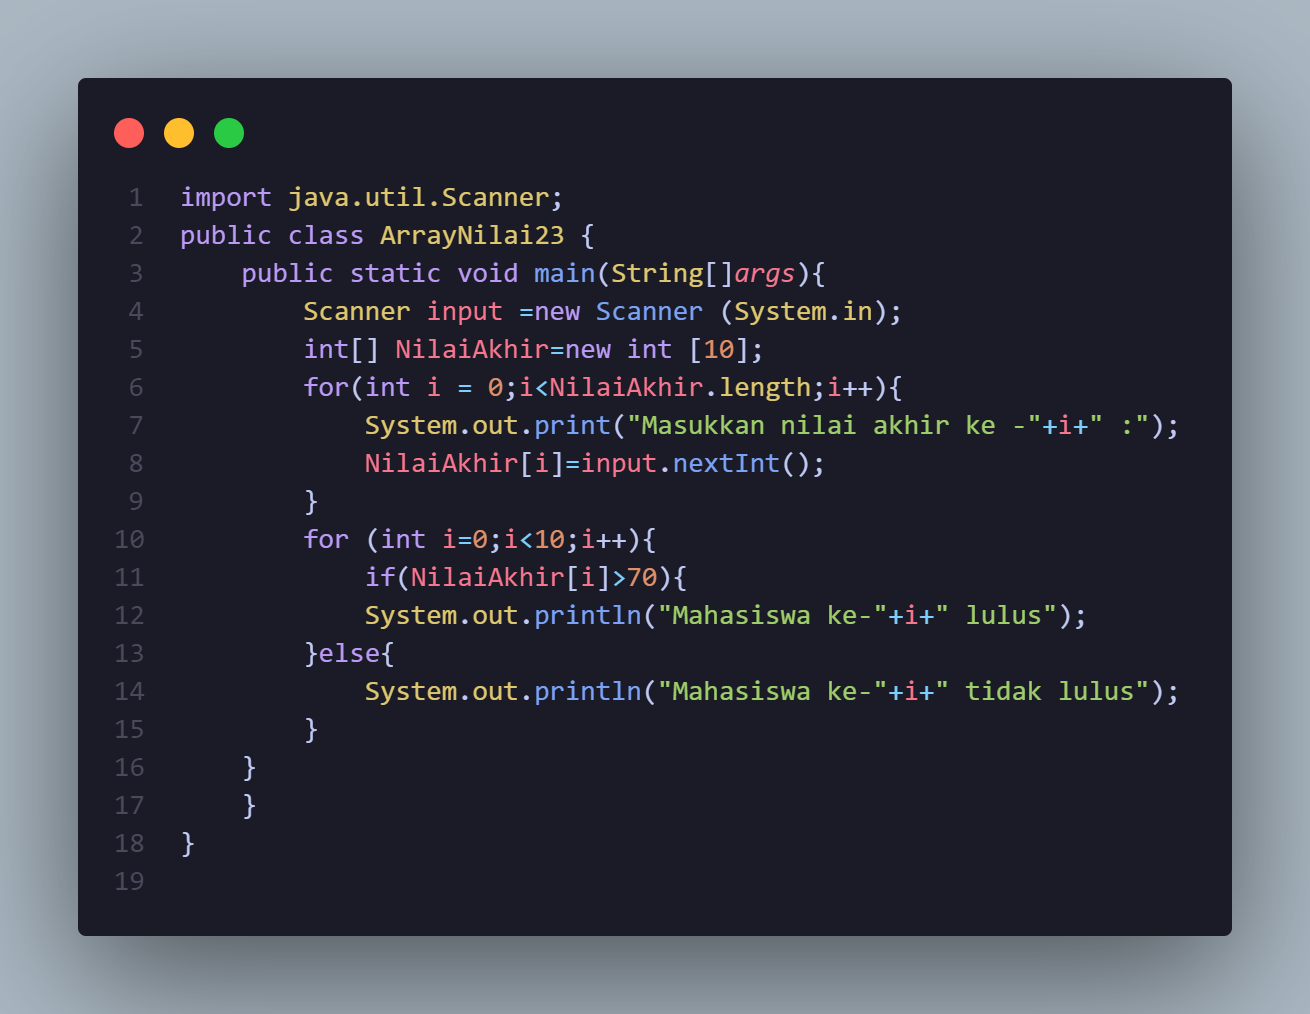 1 import java.util.Scanner;
2 public class ArrayNilai23 {
3     public static void main(String[]args){
4         Scanner input =new Scanner (System.in);
5         int[] NilaiAkhir=new int [10];
6         for(int i = 0;i<NilaiAkhir.length;i++){
7             System.out.print("Masukkan nilai akhir ke -"+i+" :");
8             NilaiAkhir[i]=input.nextInt();
9         }
10         for (int i=0;i<10;i++){
11             if(NilaiAkhir[i]>70){
12             System.out.println("Mahasiswa ke-"+i+" lulus");
13         }else{
14             System.out.println("Mahasiswa ke-"+i+" tidak lulus");
15         }
16     }
17     }
18 }
19